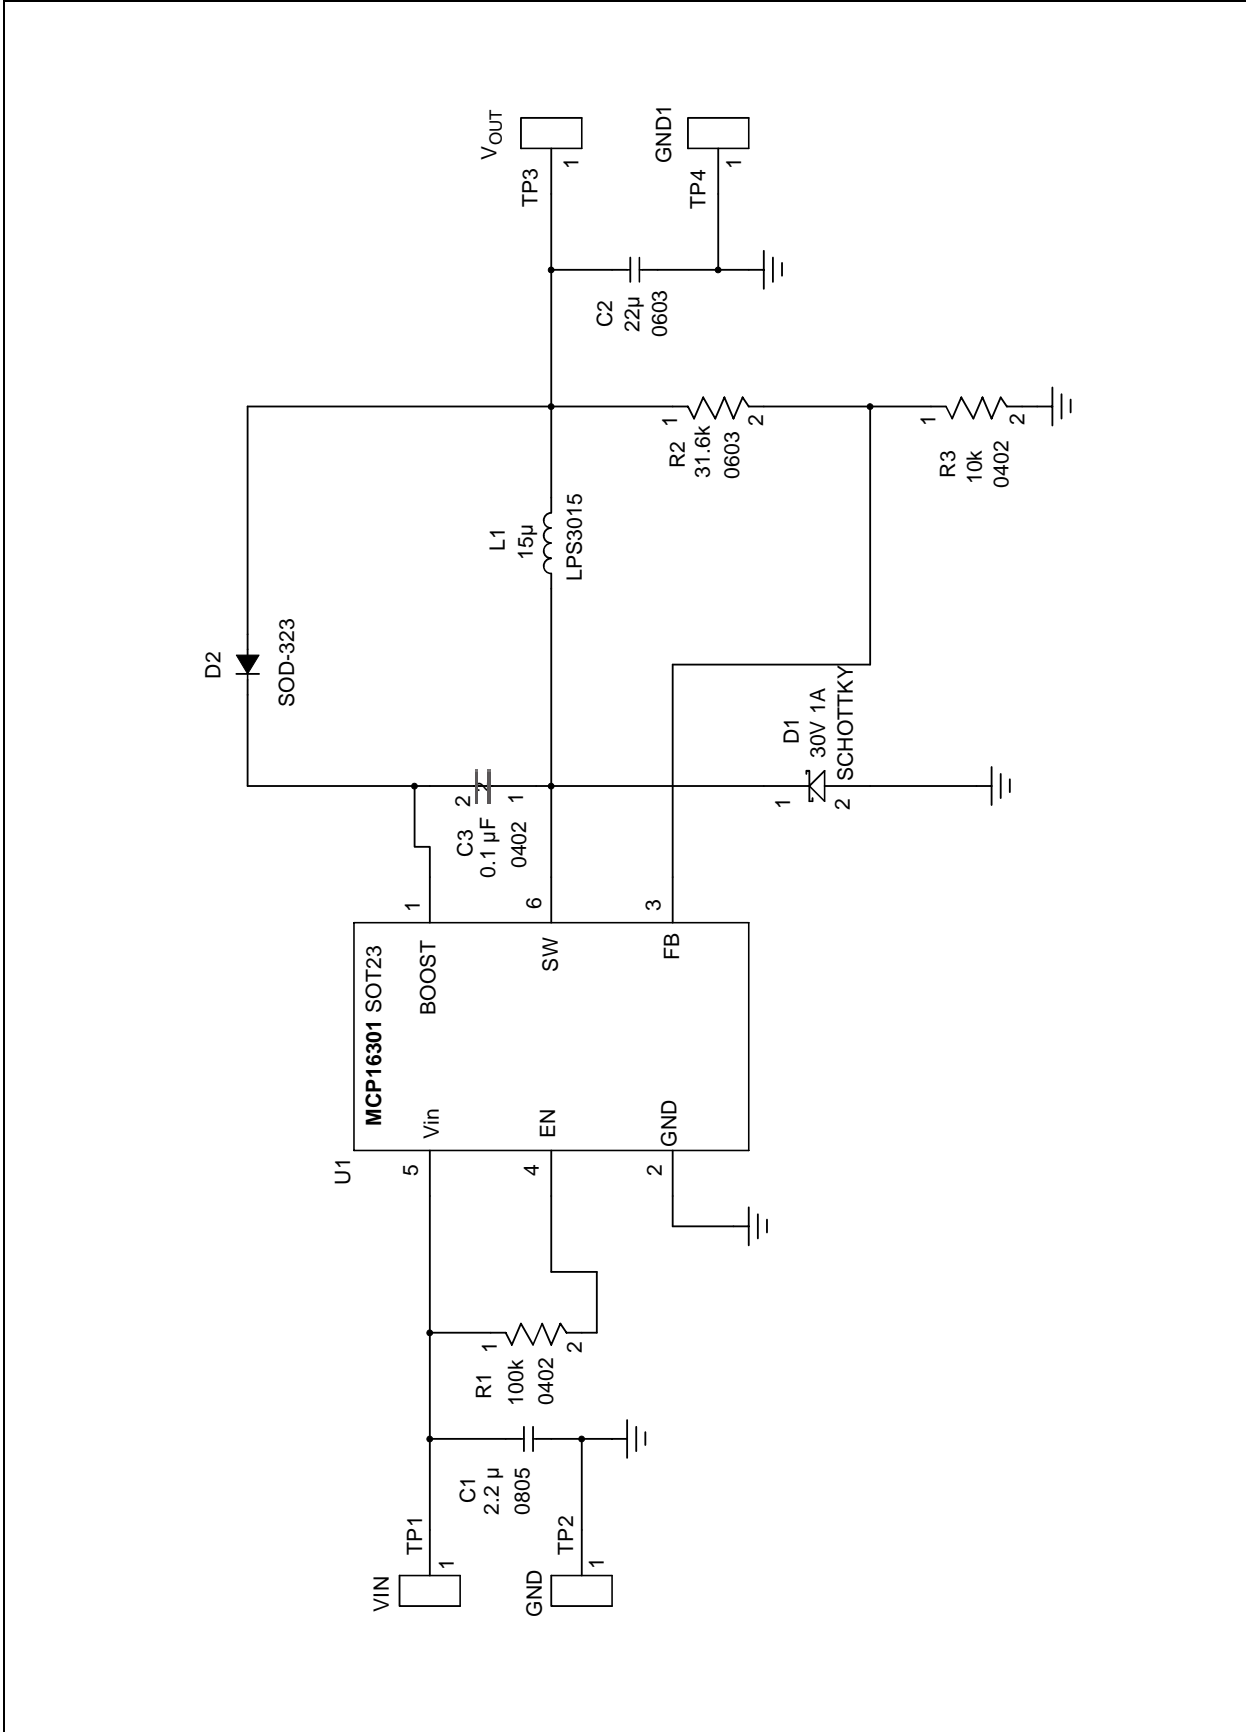 VIN
TP1
1
C1
2.2 µ
0805
GND
TP2
1
R1
100k
0402
1
2
U1
5
4
2
MCP16301 SOT23
Vin
EN
GND
BOOST
SW
FB
1
6
3
C3
0.1 µF
0402
2
1
D2
SOD-323
D1
30V 1A
SCHOTTKY
1
2
L1
15µ
LPS3015
R2
31.6k
0603
1
2
R3
10k
0402
1
2
C2
22µ
0603
VOUT
TP3
1
GND1
TP4
1